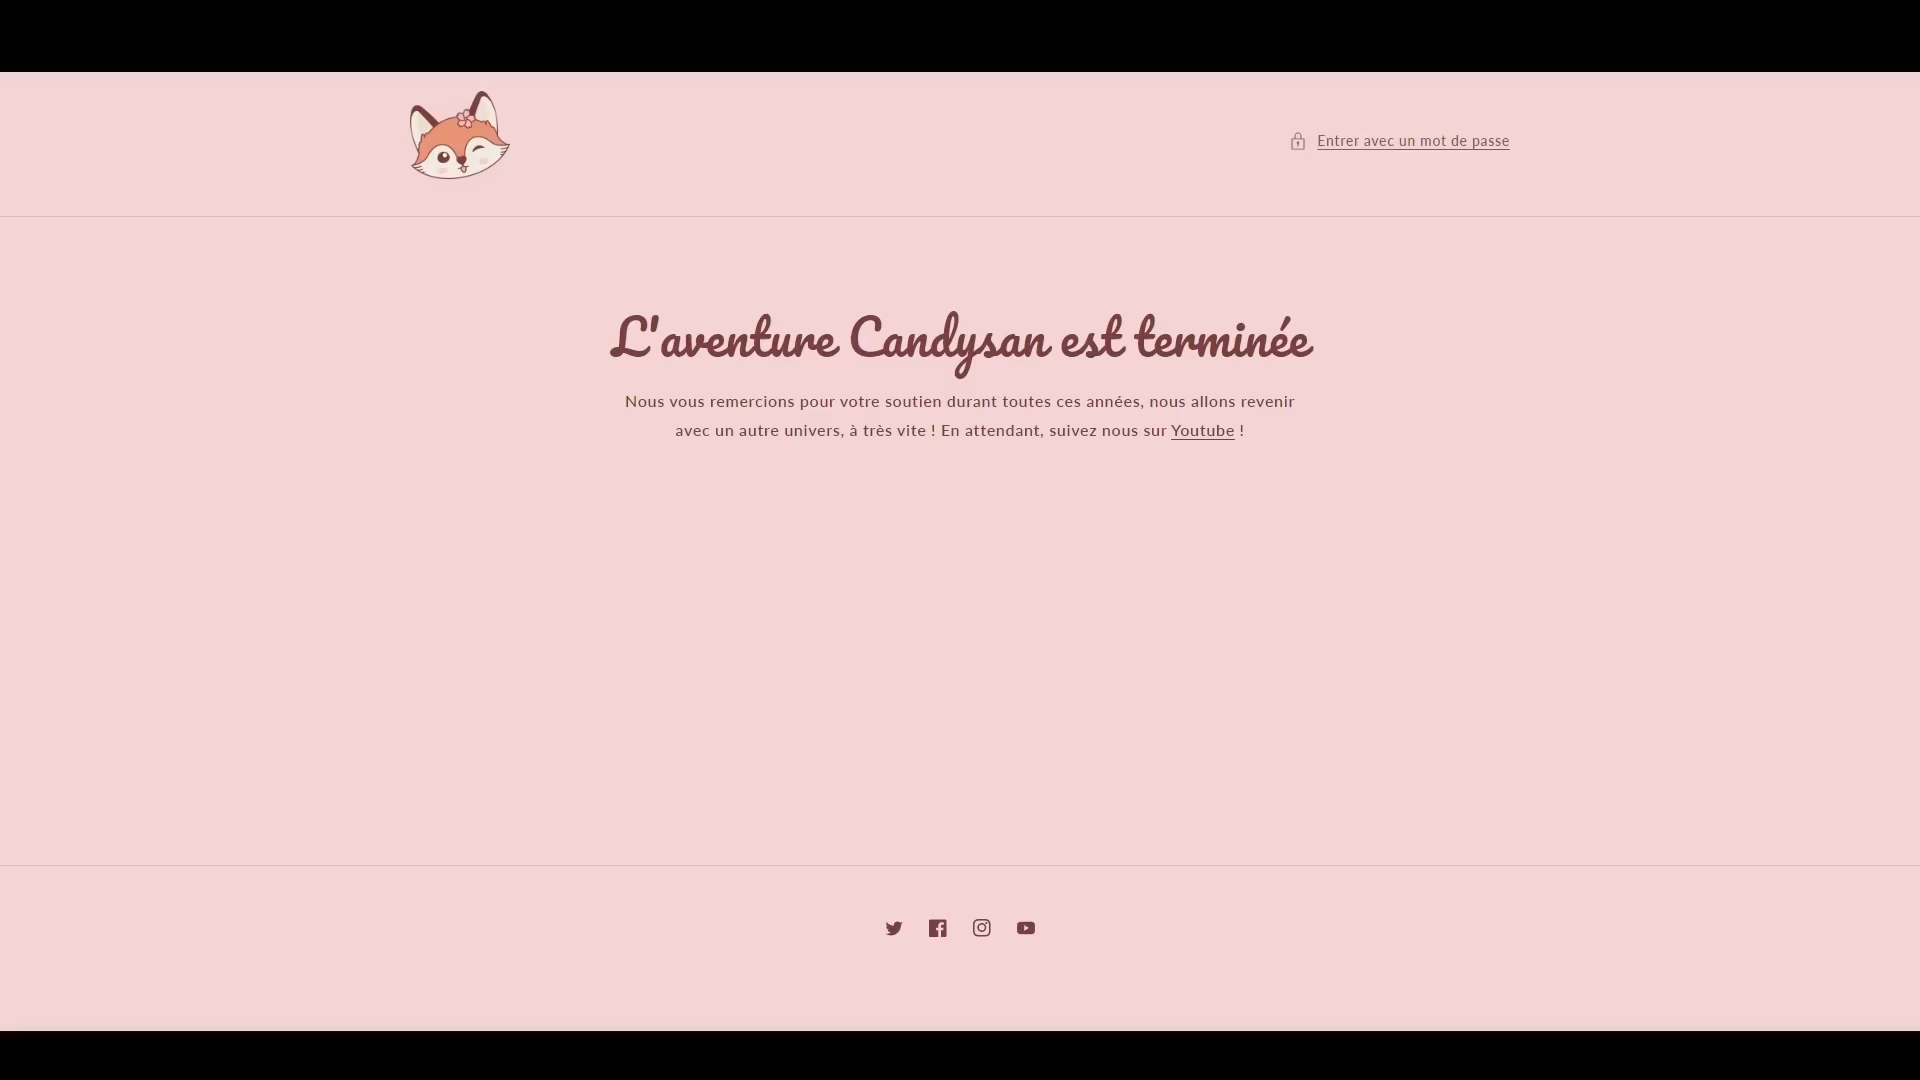 Entrer avec un mot de passe
L'aventure Candysan est terminée
Nous vous remercions pour votre soutien durant toutes ces années, nous allons revenir
avec un autre univers, à très vite ! En attendant, suivez nous sur Youtube !